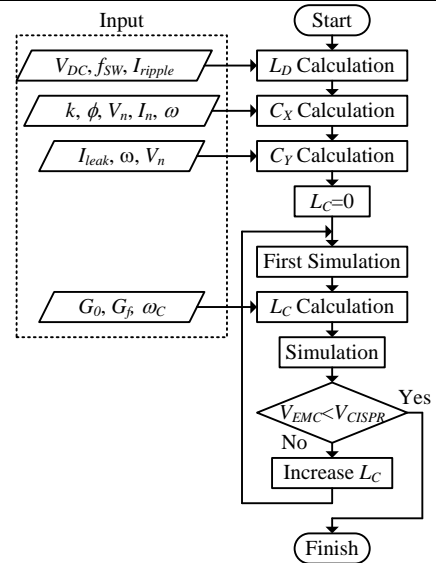 Input
Start
V_DC, f_SW, I_ripple
L_D Calculation
k, ϕ, V_n, I_n, ω
C_X Calculation
I_leak, ω, V_n
C_Y Calculation
L_C=0
First Simulation
G_0, G_f, ω_C
L_C Calculation
Simulation
V_EMC<V_CISPR
Yes
No
Increase L_C
Finish